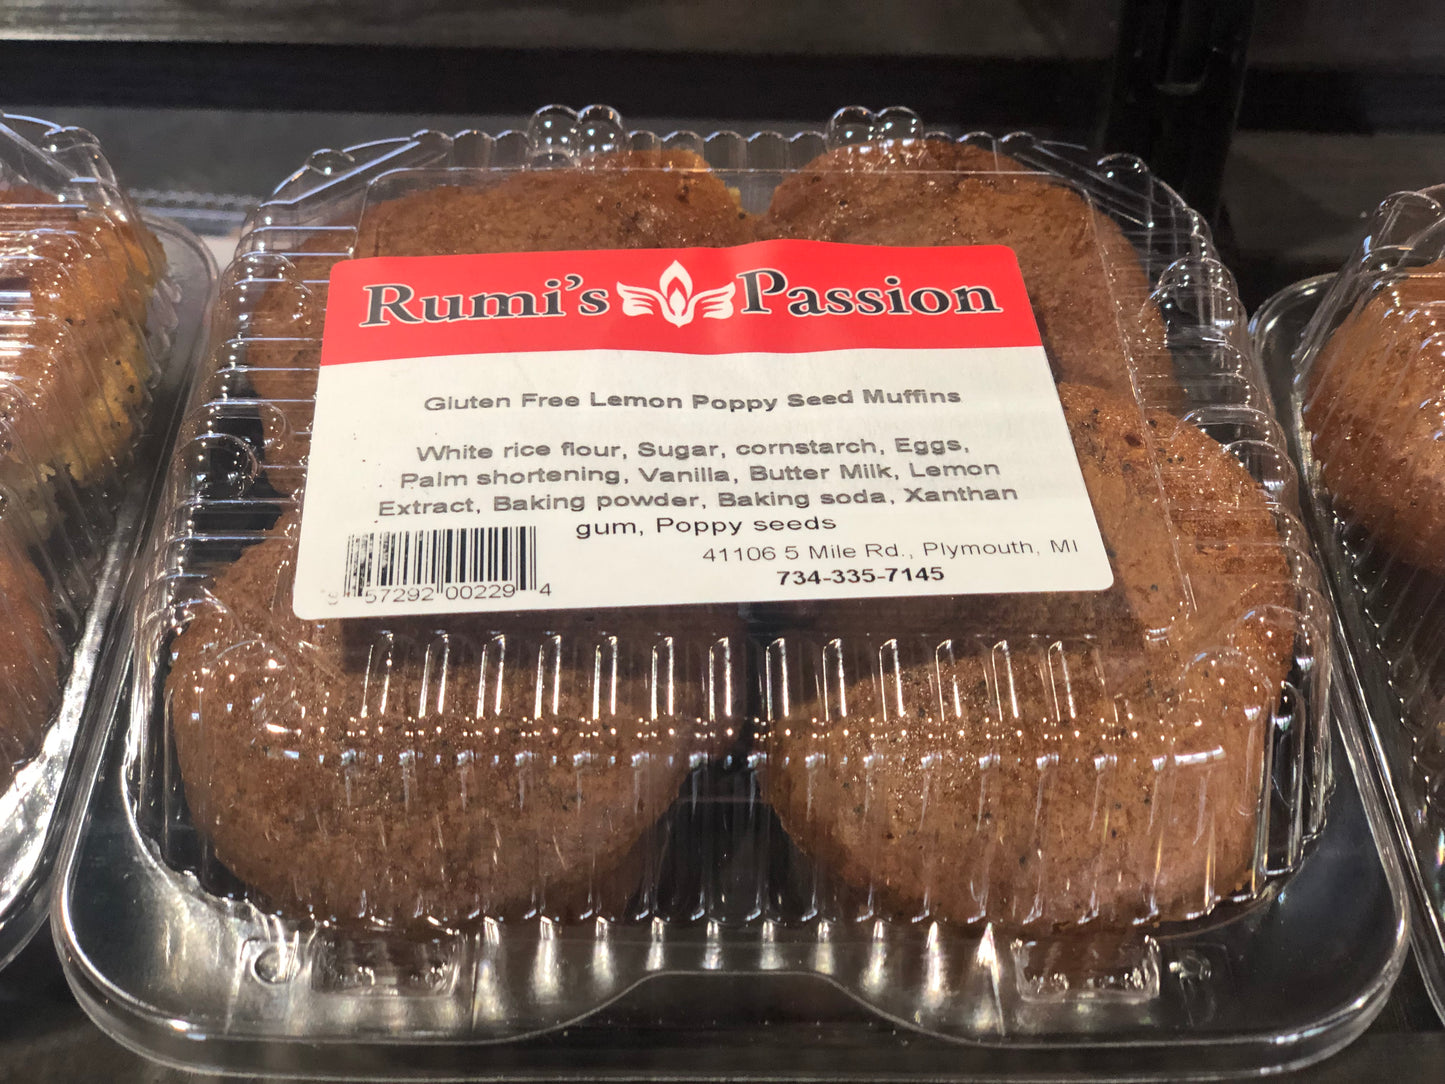 Rumi's Passion
Gluten Free Lemon Poppy Seed Muffins
White rice flour, Sugar, cornstarch, Eggs,
Palm shortening, Vanilla, Butter Milk, Lemon
Extract, Baking powder, Baking soda, Xanthan
gum, Poppy seeds
41106 5 Mile Rd., Plymouth, MI
734-335-7145
9 57292 00229 4